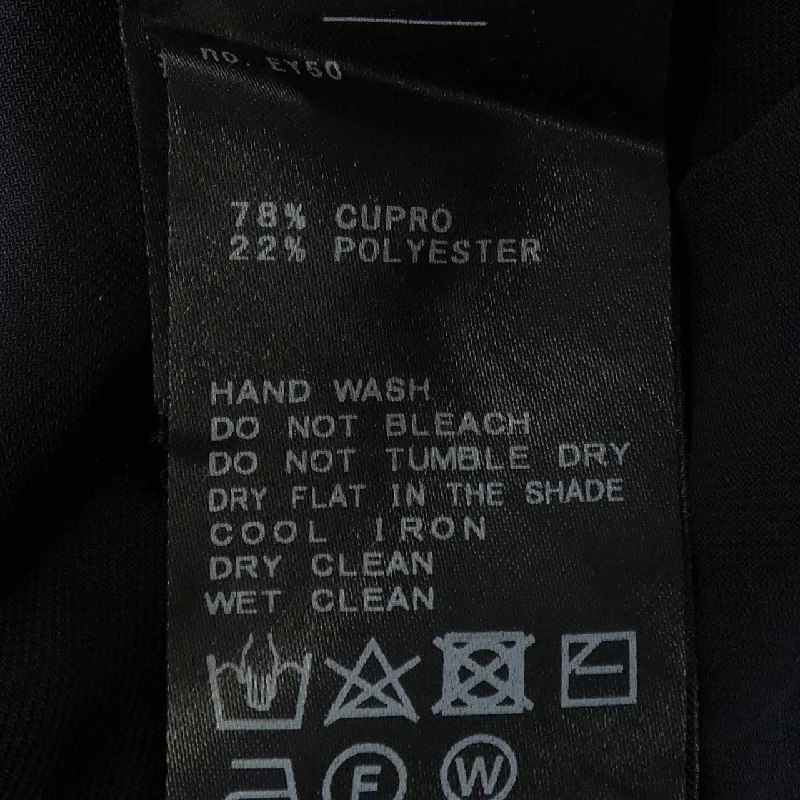 no. EY50
78% CUPRO
22% POLYESTER
HAND WASH
DO NOT BLEACH
DO NOT TUMBLE DRY
DRY FLAT IN THE SHADE
COOL IRON
DRY CLEAN
WET CLEAN
F W